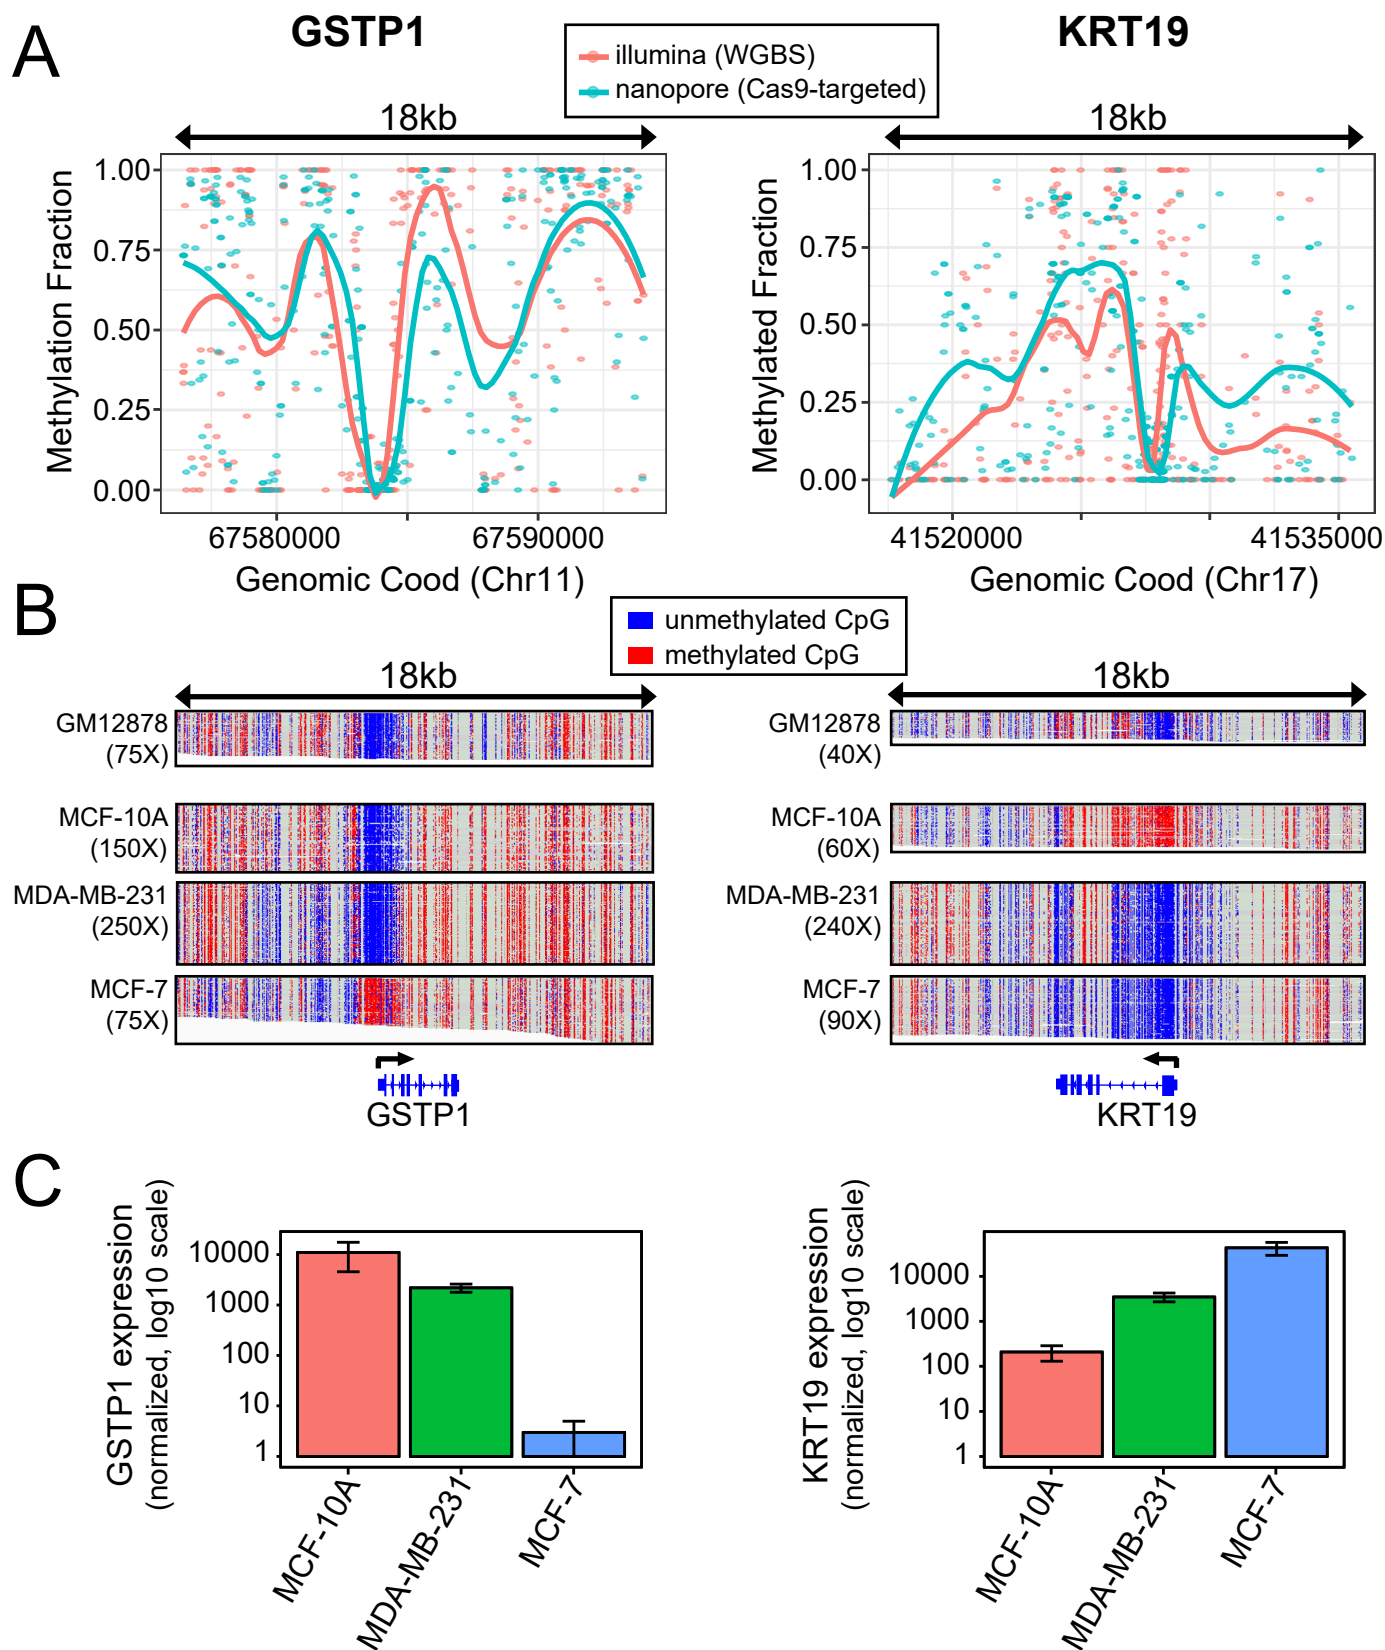 A
GSTP1
KRT19
illumina (WGBS)
nanopore (Cas9-targeted)
18kb
18kb
Methylation Fraction
1.00
0.75
0.50
0.25
0.00
67580000
67590000
Genomic Cood (Chr11)
Methylated Fraction
1.00
0.75
0.50
0.25
0.00
41520000
41535000
Genomic Cood (Chr17)
B
unmethylated CpG
methylated CpG
18kb
GM12878
(75X)
MCF-10A
(150X)
MDA-MB-231
(250X)
MCF-7
(75X)
GSTP1
18kb
GM12878
(40X)
MCF-10A
(60X)
MDA-MB-231
(240X)
MCF-7
(90X)
KRT19
C
GSTP1 expression
(normalized, log10 scale)
10000
1000
100
10
1
MCF-10A
MDA-MB-231
MCF-7
KRT19 expression
(normalized, log10 scale)
10000
1000
100
10
1
MCF-10A
MDA-MB-231
MCF-7